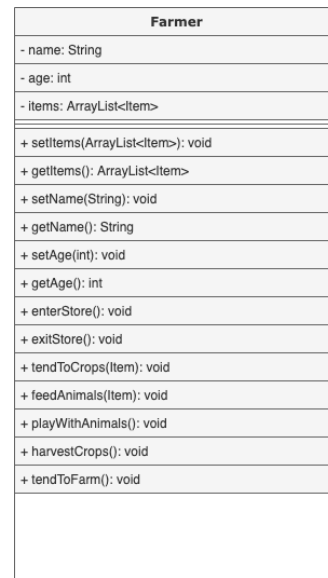 Farmer
- name: String
- age: int
- items: ArrayList<Item>
+ setItems(ArrayList<Item>): void
+ getItems(): ArrayList<Item>
+ setName(String): void
+ getName(): String
+ setAge(int): void
+ getAge(): int
+ enterStore(): void
+ exitStore(): void
+ tendToCrops(Item): void
+ feedAnimals(Item): void
+ playWithAnimals(): void
+ harvestCrops(): void
+ tendToFarm(): void